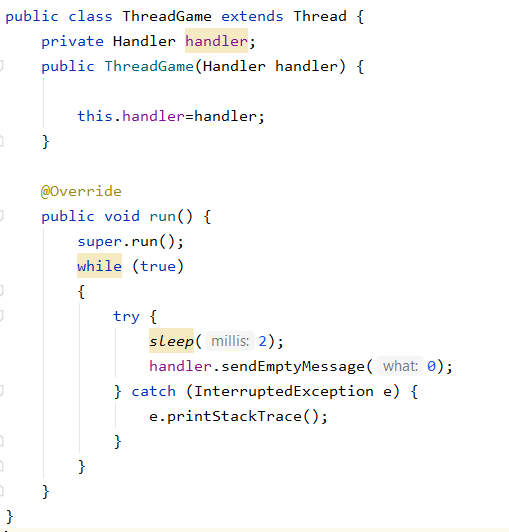 public class ThreadGame extends Thread {
    private Handler handler;
    public ThreadGame(Handler handler) {

        this.handler=handler;
    }

    @Override
    public void run() {
        super.run();
        while (true)
        {
            try {
                sleep( millis: 2);
                handler.sendEmptyMessage( what: 0);
            } catch (InterruptedException e) {
                e.printStackTrace();
            }
        }
    }
}